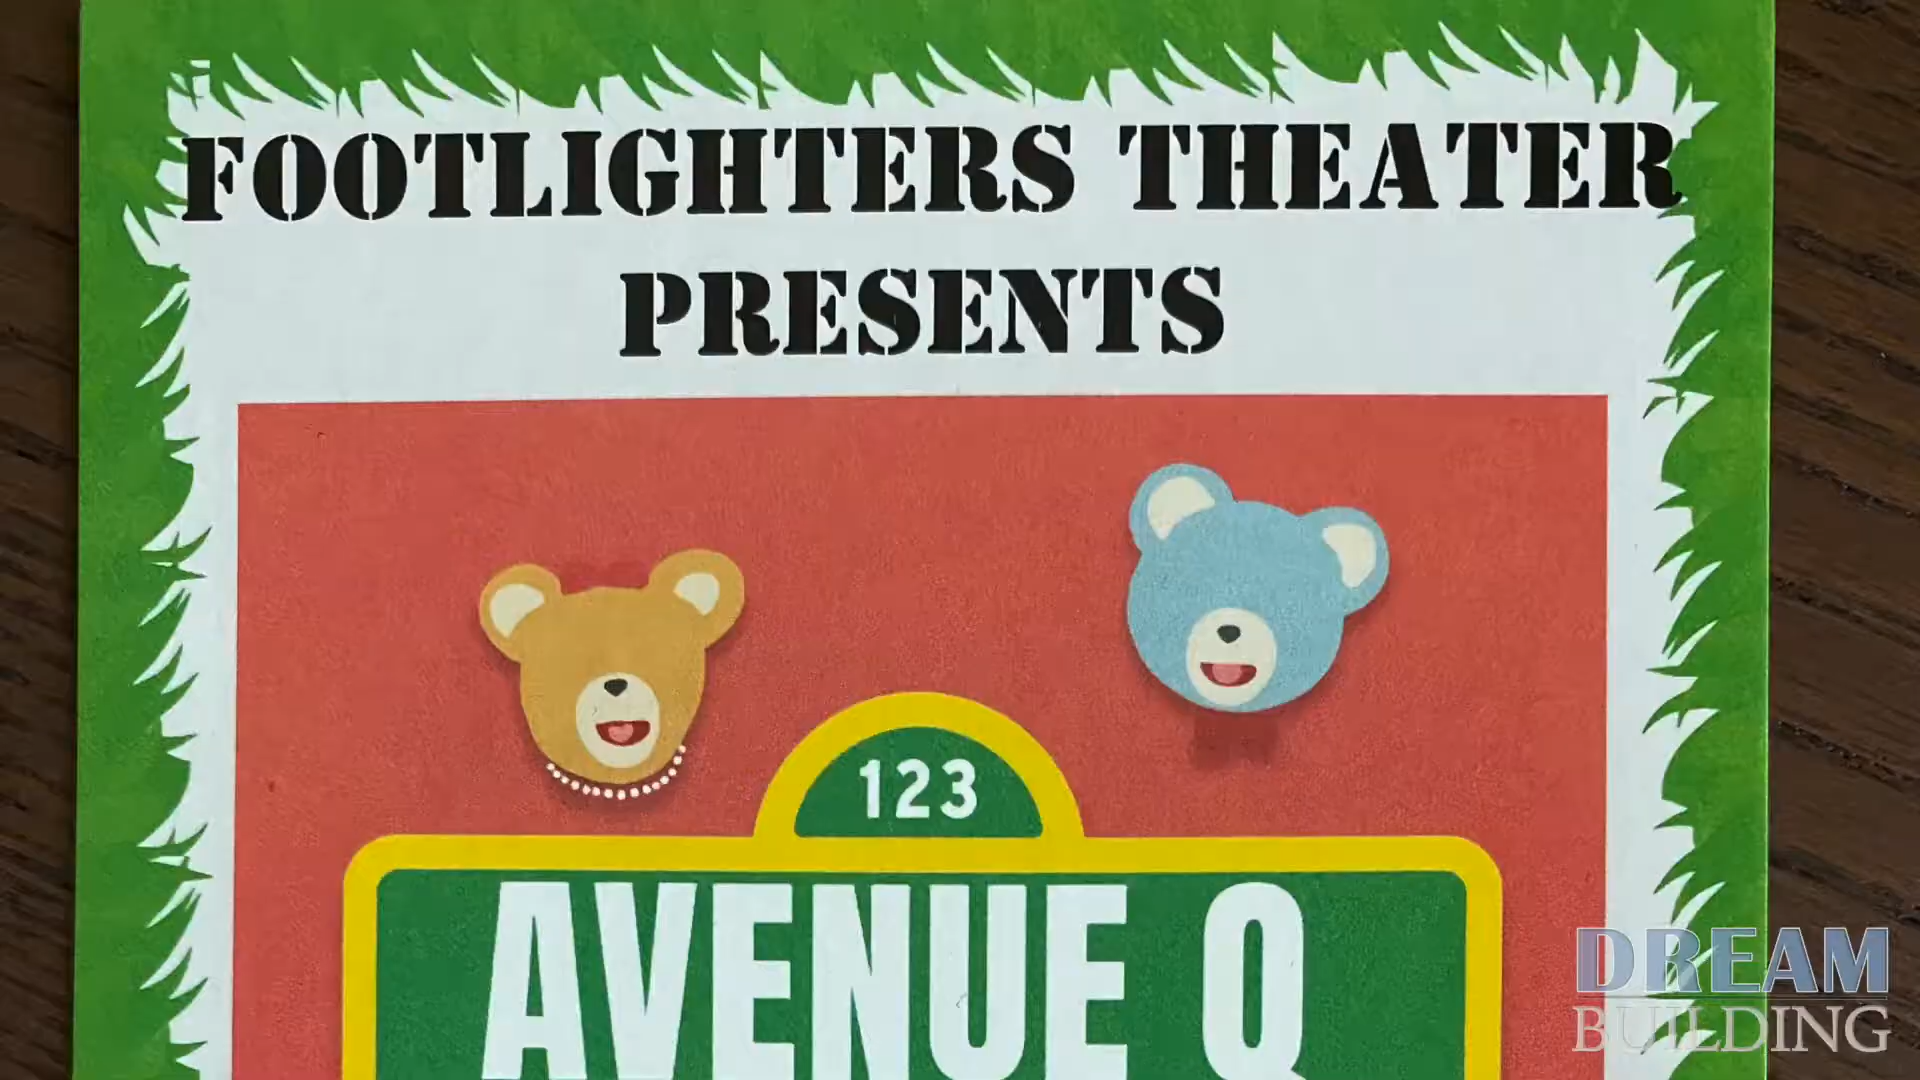 FOOTLIGHTERS THEATER
PRESENTS
123
AVENUE Q
DREAM
BUILDING